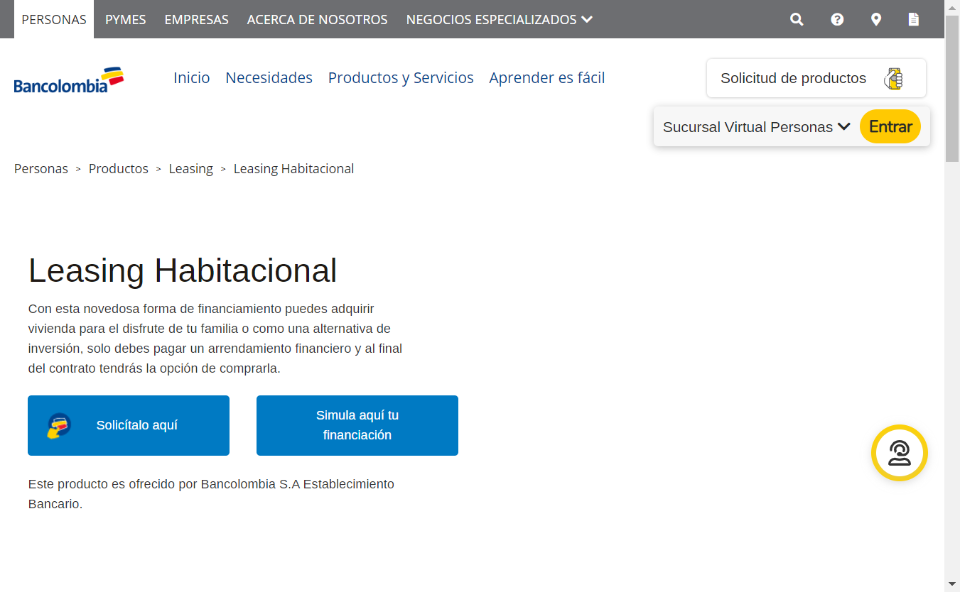 PERSONAS PYMES EMPRESAS ACERCA DE NOSOTROS NEGOCIOS ESPECIALIZADOS
Bancolombia Inicio Necesidades Productos y Servicios Aprender es fácil Solicitud de productos
Sucursal Virtual Personas Entrar
Personas > Productos > Leasing > Leasing Habitacional
Leasing Habitacional
Con esta novedosa forma de financiamiento puedes adquirir
vivienda para el disfrute de tu familia o como una alternativa de
inversión, solo debes pagar un arrendamiento financiero y al final
del contrato tendrás la opción de comprarla.
Solicítalo aquí
Simula aquí tu
financiación
Este producto es ofrecido por Bancolombia S.A Establecimiento
Bancario.